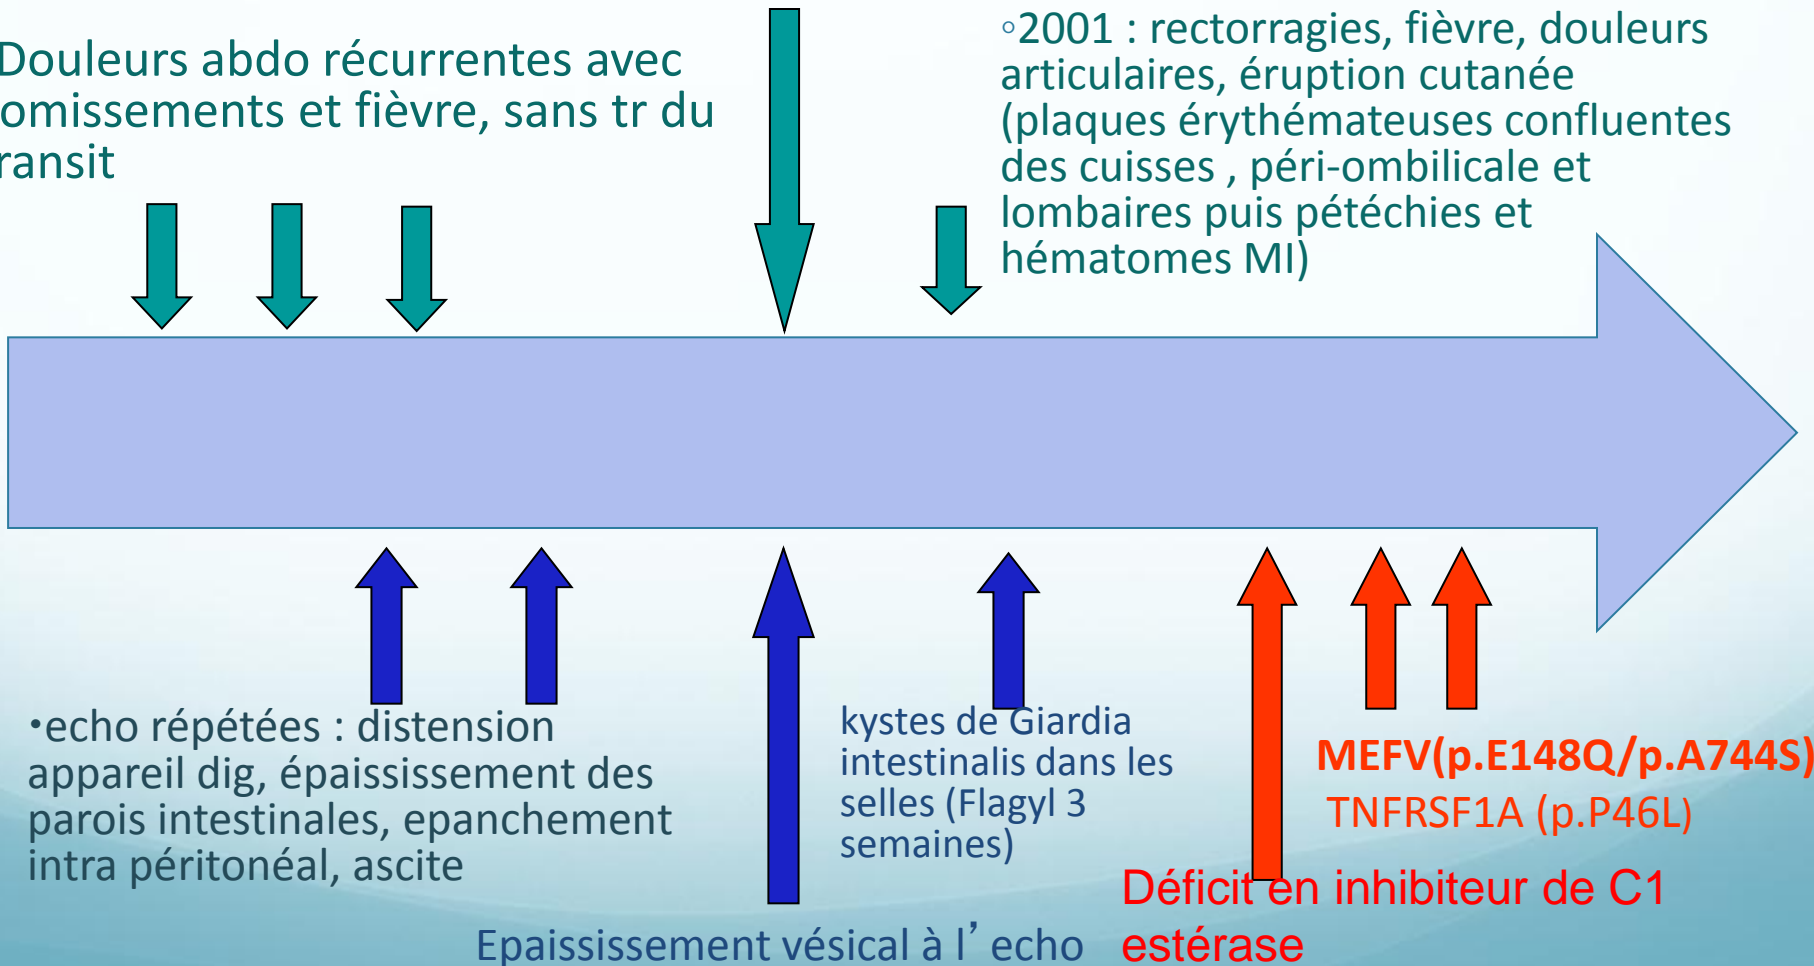 Douleurs abdo récurrentes avec
omissements et fièvre, sans tr du
ransit
◦2001 : rectorragies, fièvre, douleurs
articulaires, éruption cutanée
(plaques érythémateuses confluentes
des cuisses , péri-ombilicale et
lombaires puis pétéchies et
hématomes MI)
•echo répétées : distension
appareil dig, épaississement des
parois intestinales, epanchement
intra péritonéal, ascite
Epaississement vésical à l’ echo
kystes de Giardia
intestinalis dans les
selles (Flagyl 3
semaines)
MEFV(p.E148Q/p.A744S)
TNFRSF1A (p.P46L)
Déficit en inhibiteur de C1
estérase